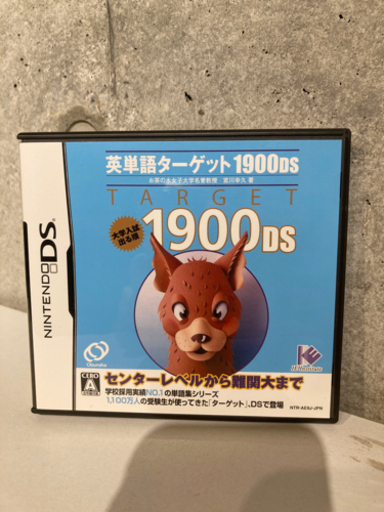 英単語ターゲット1900DS
お茶の水女子大学名誉教授 宮川幸久 著
TARGET
1900DS
大学入試
出る順
NINTENDO DS
Obunsha
IE Institute
CERO
A
センターレベルから難関大まで
学校採用実績NO.1の単語集シリーズ
1,100万人の受験生が使ってきた「ターゲット」、DSで登場
NTR-AE9J-JPN